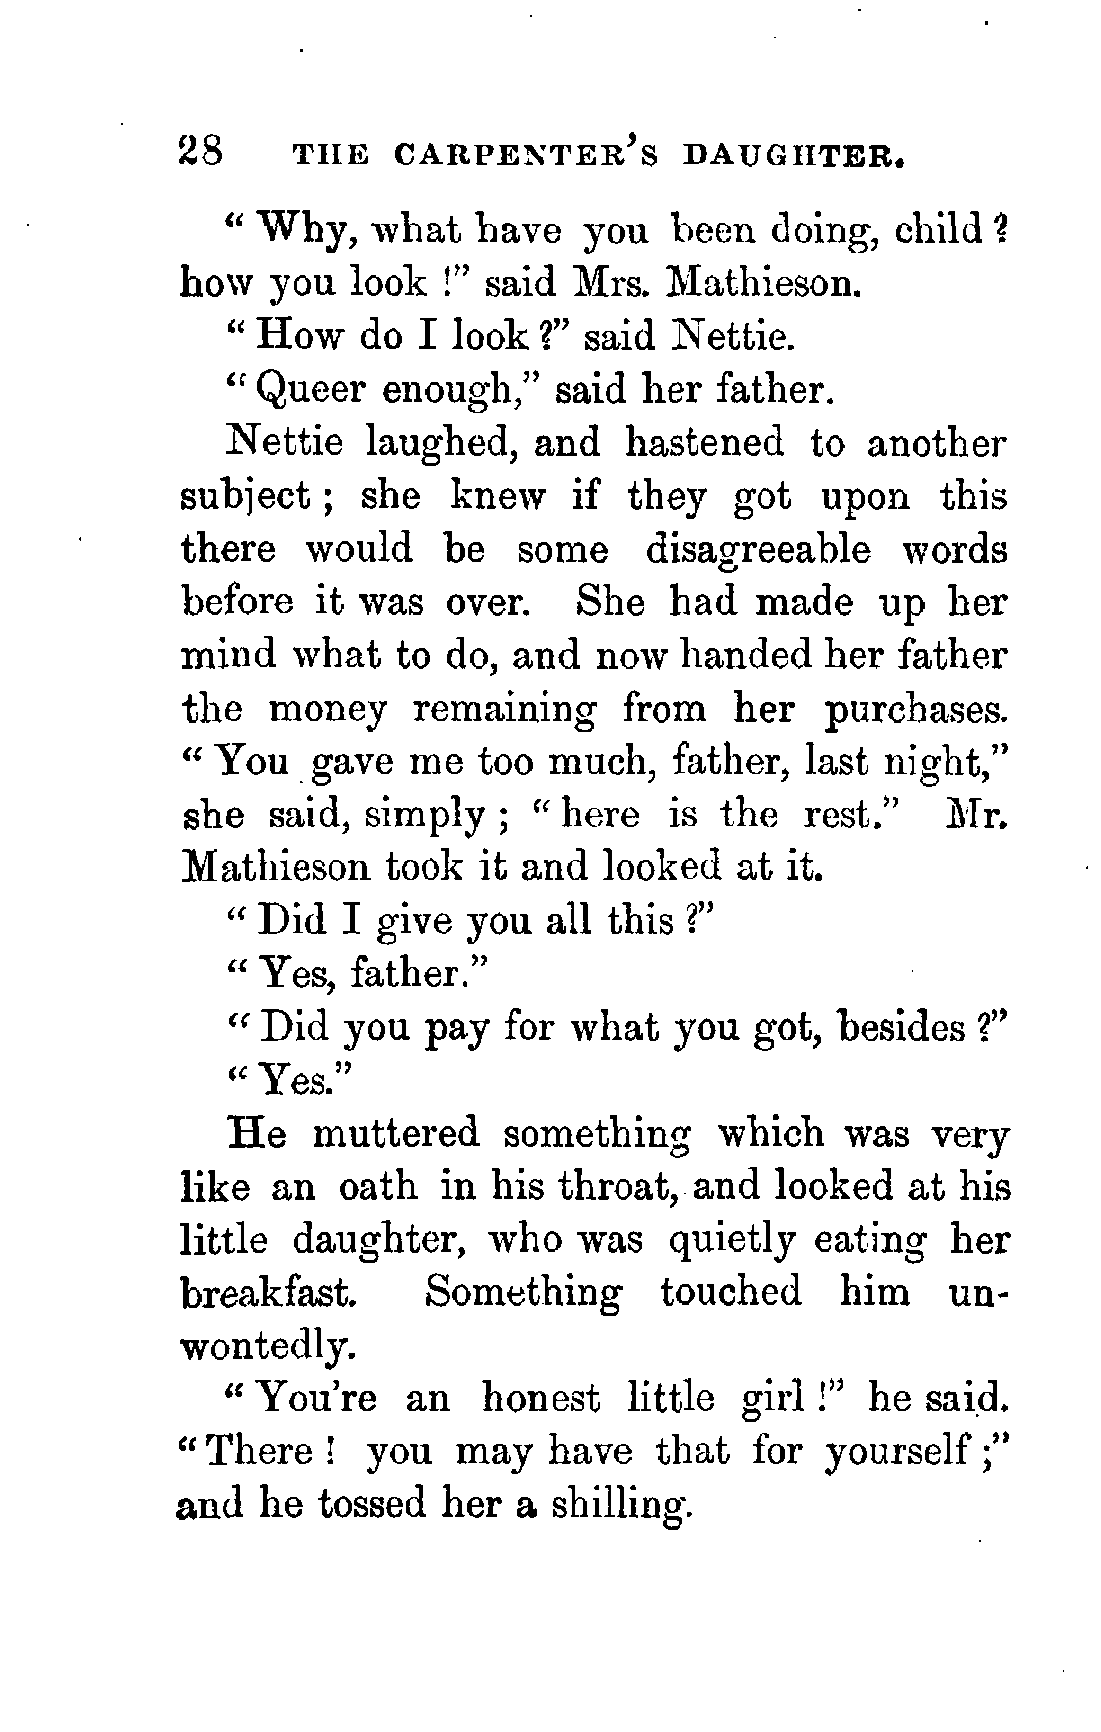 28 THE CARPENTER'S DAUGHTER.
" Why, what have you been doing, child ?
how you look !" said Mrs. Mathieson.
" How do I look ?" said Nettie.
" Queer enough," said her father.
Nettie laughed, and hastened to another
subject ; she knew if they got upon this
there would be some disagreeable words
before it was over. She had made up her
mind what to do, and now handed her father
the money remaining from her purchases.
" You gave me too much, father, last night,"
she said, simply ; " here is the rest." Mr.
Mathieson took it and looked at it.
" Did I give you all this ?"
" Yes, father."
" Did you pay for what you got, besides ?"
" Yes."
He muttered something which was very
like an oath in his throat, and looked at his
little daughter, who was quietly eating her
breakfast. Something touched him un-
wontedly.
" You're an honest little girl !" he said.
" There ! you may have that for yourself ;"
and he tossed her a shilling.